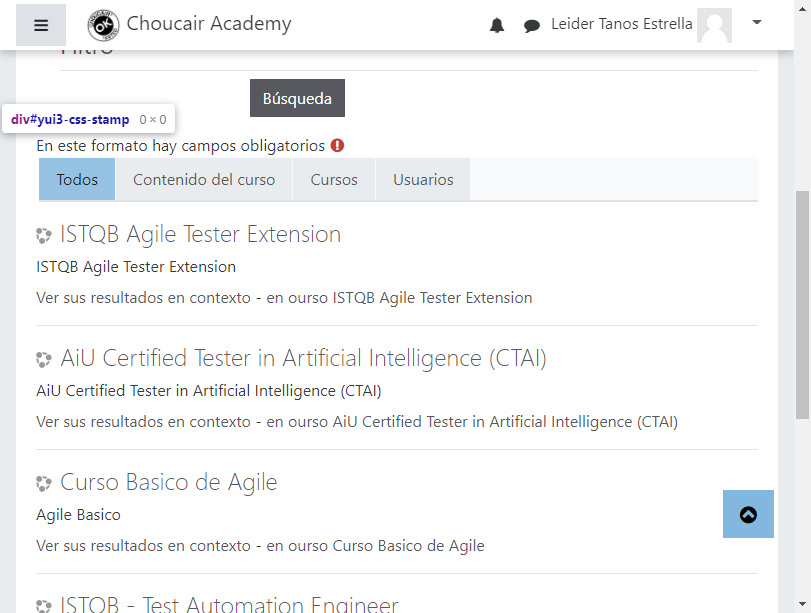 Choucair Academy
Leider Tanos Estrella
Filtro
Búsqueda
div#yui3-css-stamp 0 × 0
En este formato hay campos obligatorios
Todos
Contenido del curso
Cursos
Usuarios
ISTQB Agile Tester Extension
ISTQB Agile Tester Extension
Ver sus resultados en contexto - en ourso ISTQB Agile Tester Extension
AiU Certified Tester in Artificial Intelligence (CTAI)
AiU Certified Tester in Artificial Intelligence (CTAI)
Ver sus resultados en contexto - en ourso AiU Certified Tester in Artificial Intelligence (CTAI)
Curso Basico de Agile
Agile Basico
Ver sus resultados en contexto - en ourso Curso Basico de Agile
ISTQB - Test Automation Engineer